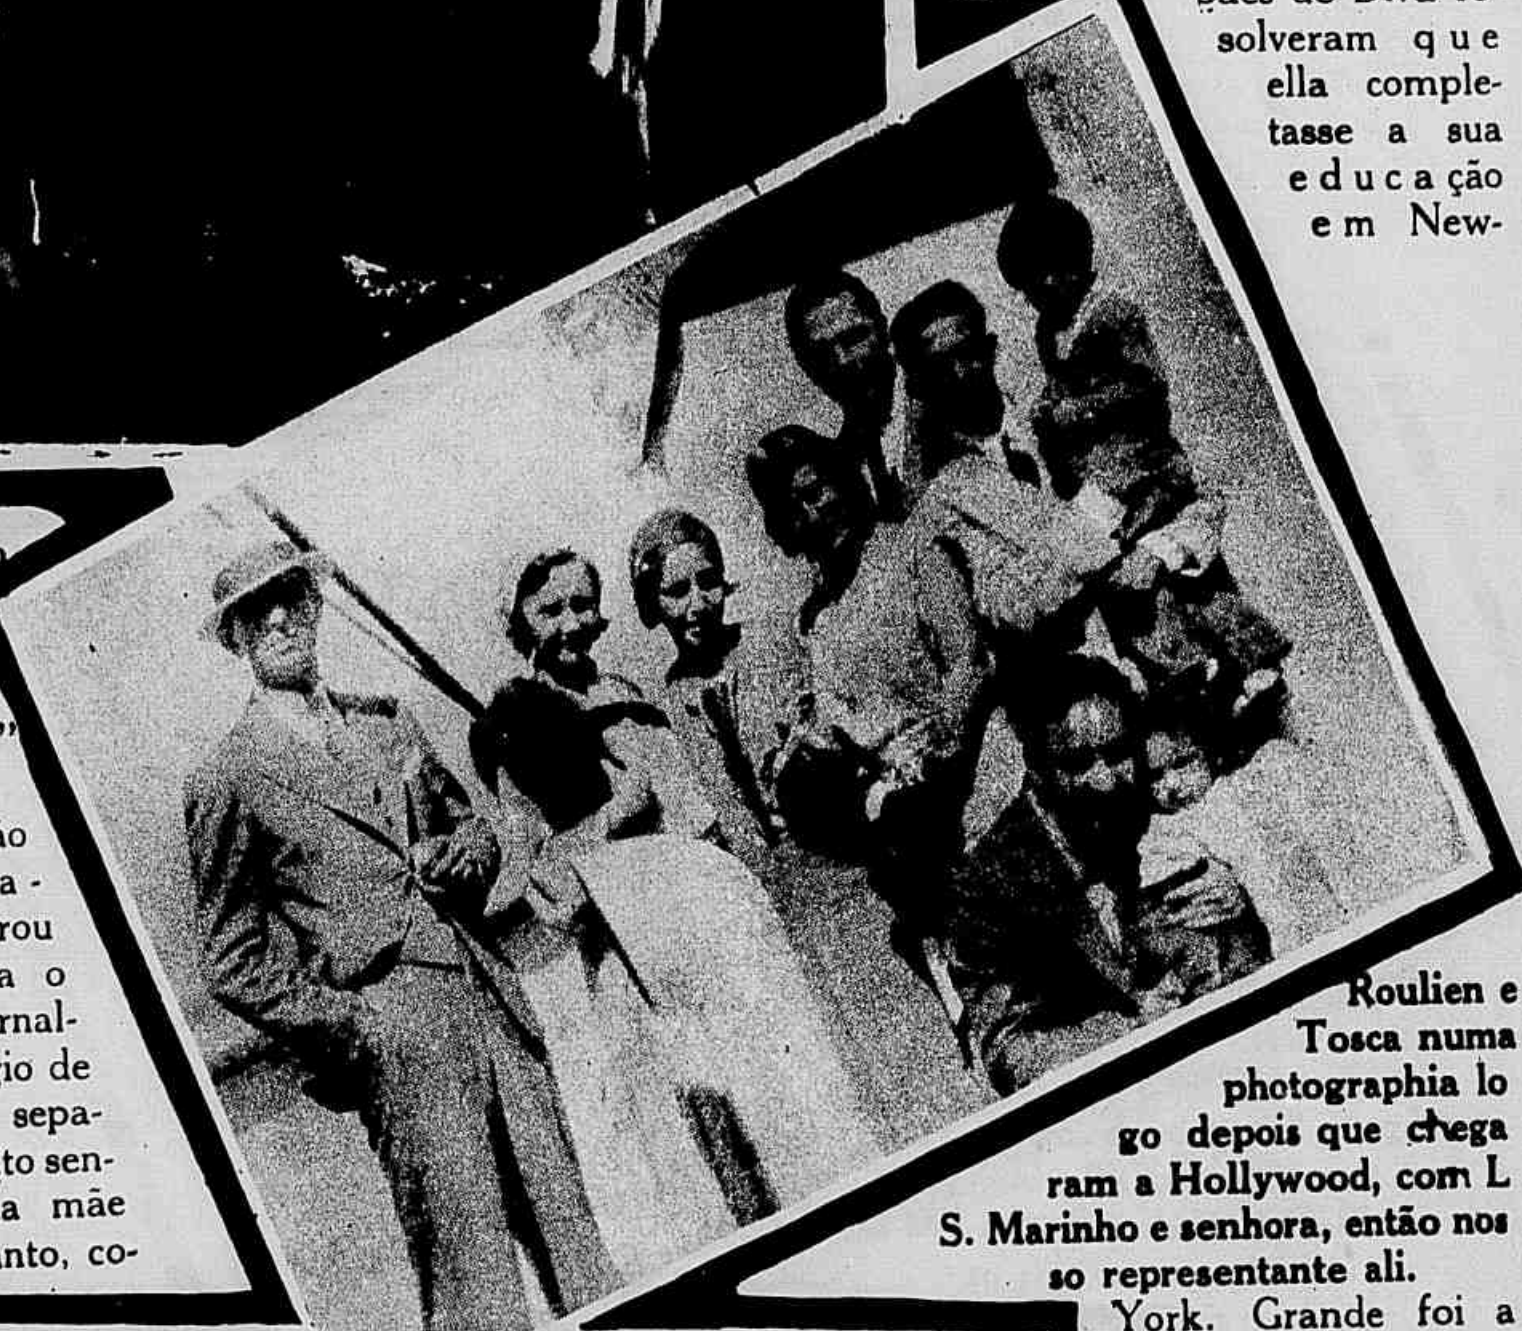 solveram que
ella comple-
tasse a sua
educação
em New-
ão
a -
rou
a o
rnal-
io de
sepa-
to sen-
a mãe
nto, co-
Roulien e
Tosca numa
photographia lo
go depois que chega
ram a Hollywood, com L
S. Marinho e senhora, então nos
so representante ali.
York. Grande foi a